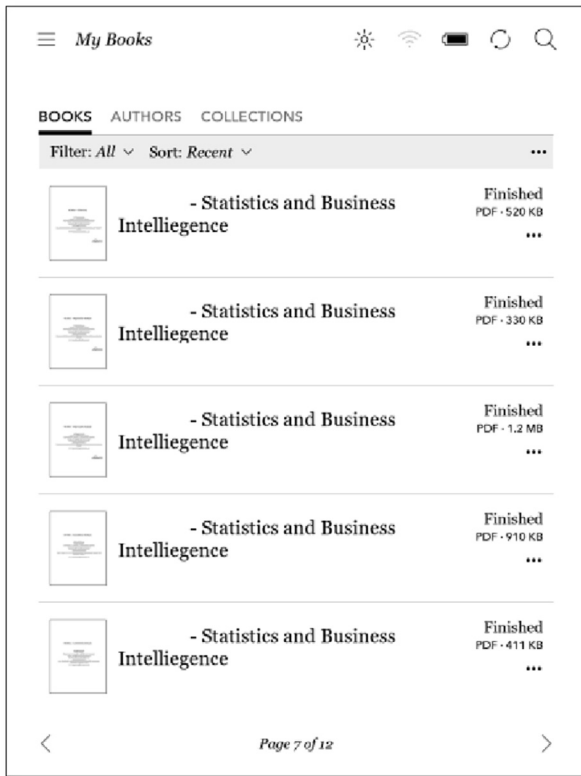 My Books
BOOKS AUTHORS COLLECTIONS
Filter: All Sort: Recent •••
- Statistics and Business Finished
Intelliegence PDF · 520 KB
•••
- Statistics and Business Finished
Intelliegence PDF · 330 KB
•••
- Statistics and Business Finished
Intelliegence PDF · 1.2 MB
•••
- Statistics and Business Finished
Intelliegence PDF · 910 KB
•••
- Statistics and Business Finished
Intelliegence PDF · 411 KB
•••
Page 7 of 12